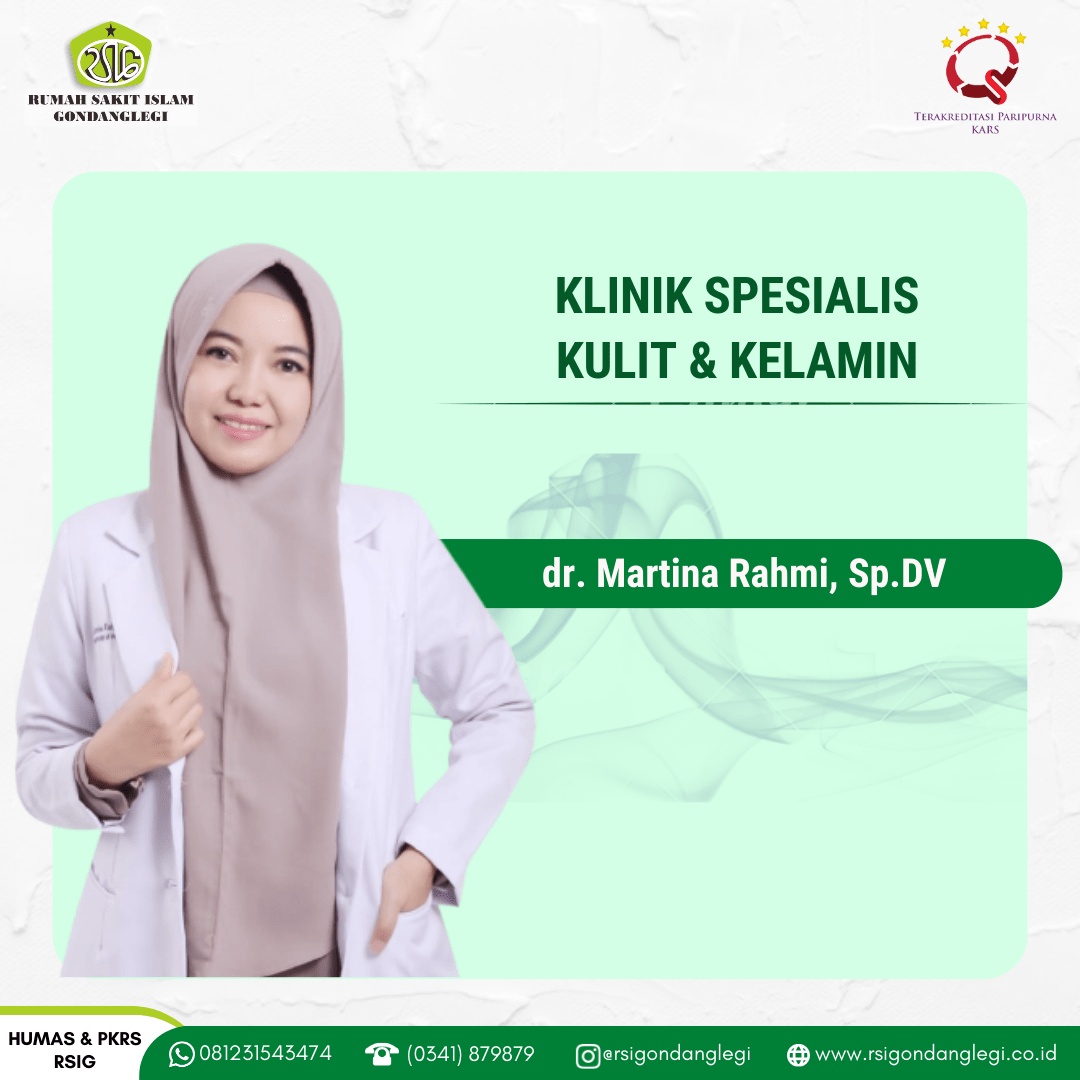 RSIG
RUMAH SAKIT ISLAM
GONDANGLEGI
TERAKREDITASI PARIPURNA
KARS
KLINIK SPESIALIS
KULIT & KELAMIN
dr. Martina Rahmi, Sp.DV
HUMAS & PKRS
RSIG
081231543474
(0341) 879879
@rsigondanglegi
www.rsigondanglegi.co.id